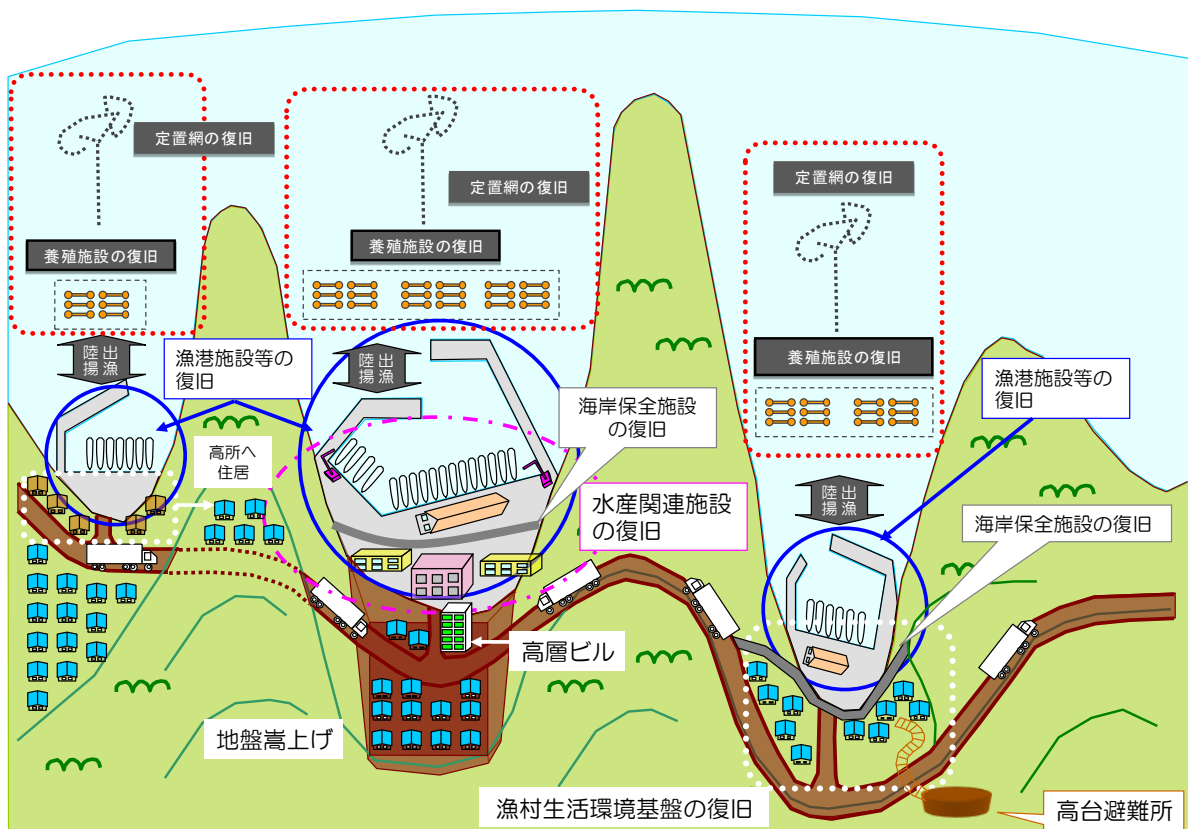 定置網の復旧
養殖施設の復旧
定置網の復旧
養殖施設の復旧
定置網の復旧
養殖施設の復旧
陸揚
出漁
漁港施設等の
復旧
陸揚
出漁
海岸保全施設
の復旧
漁港施設等の
復旧
高所へ
住居
水産関連施設
の復旧
陸揚
出漁
海岸保全施設の復旧
高層ビル
地盤嵩上げ
漁村生活環境基盤の復旧
高台避難所